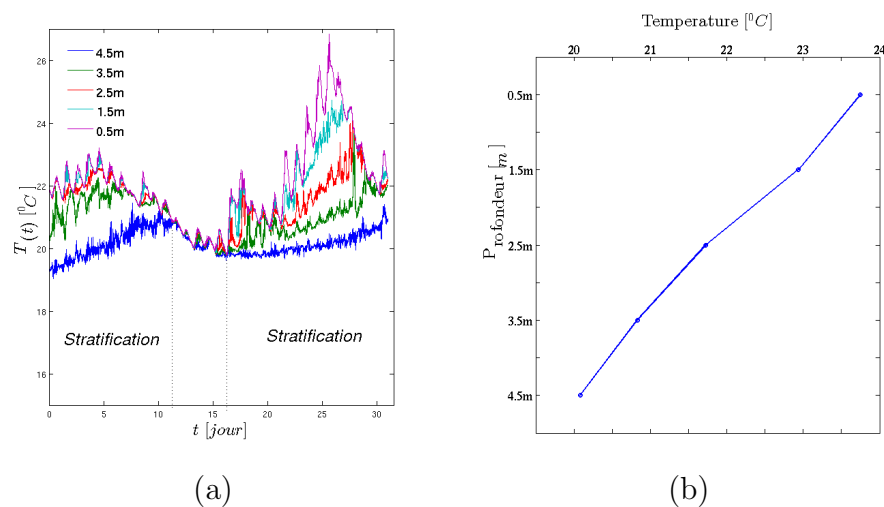 26
24
22
20
18
16
T(t) [⁰C]
4.5m
3.5m
2.5m
1.5m
0.5m
Stratification
Stratification
0 5 10 15 20 25 30
t [jour]
(a)
Temperature [⁰C]
20 21 22 23 24
Profondeur [m]
0.5m
1.5m
2.5m
3.5m
4.5m
(b)